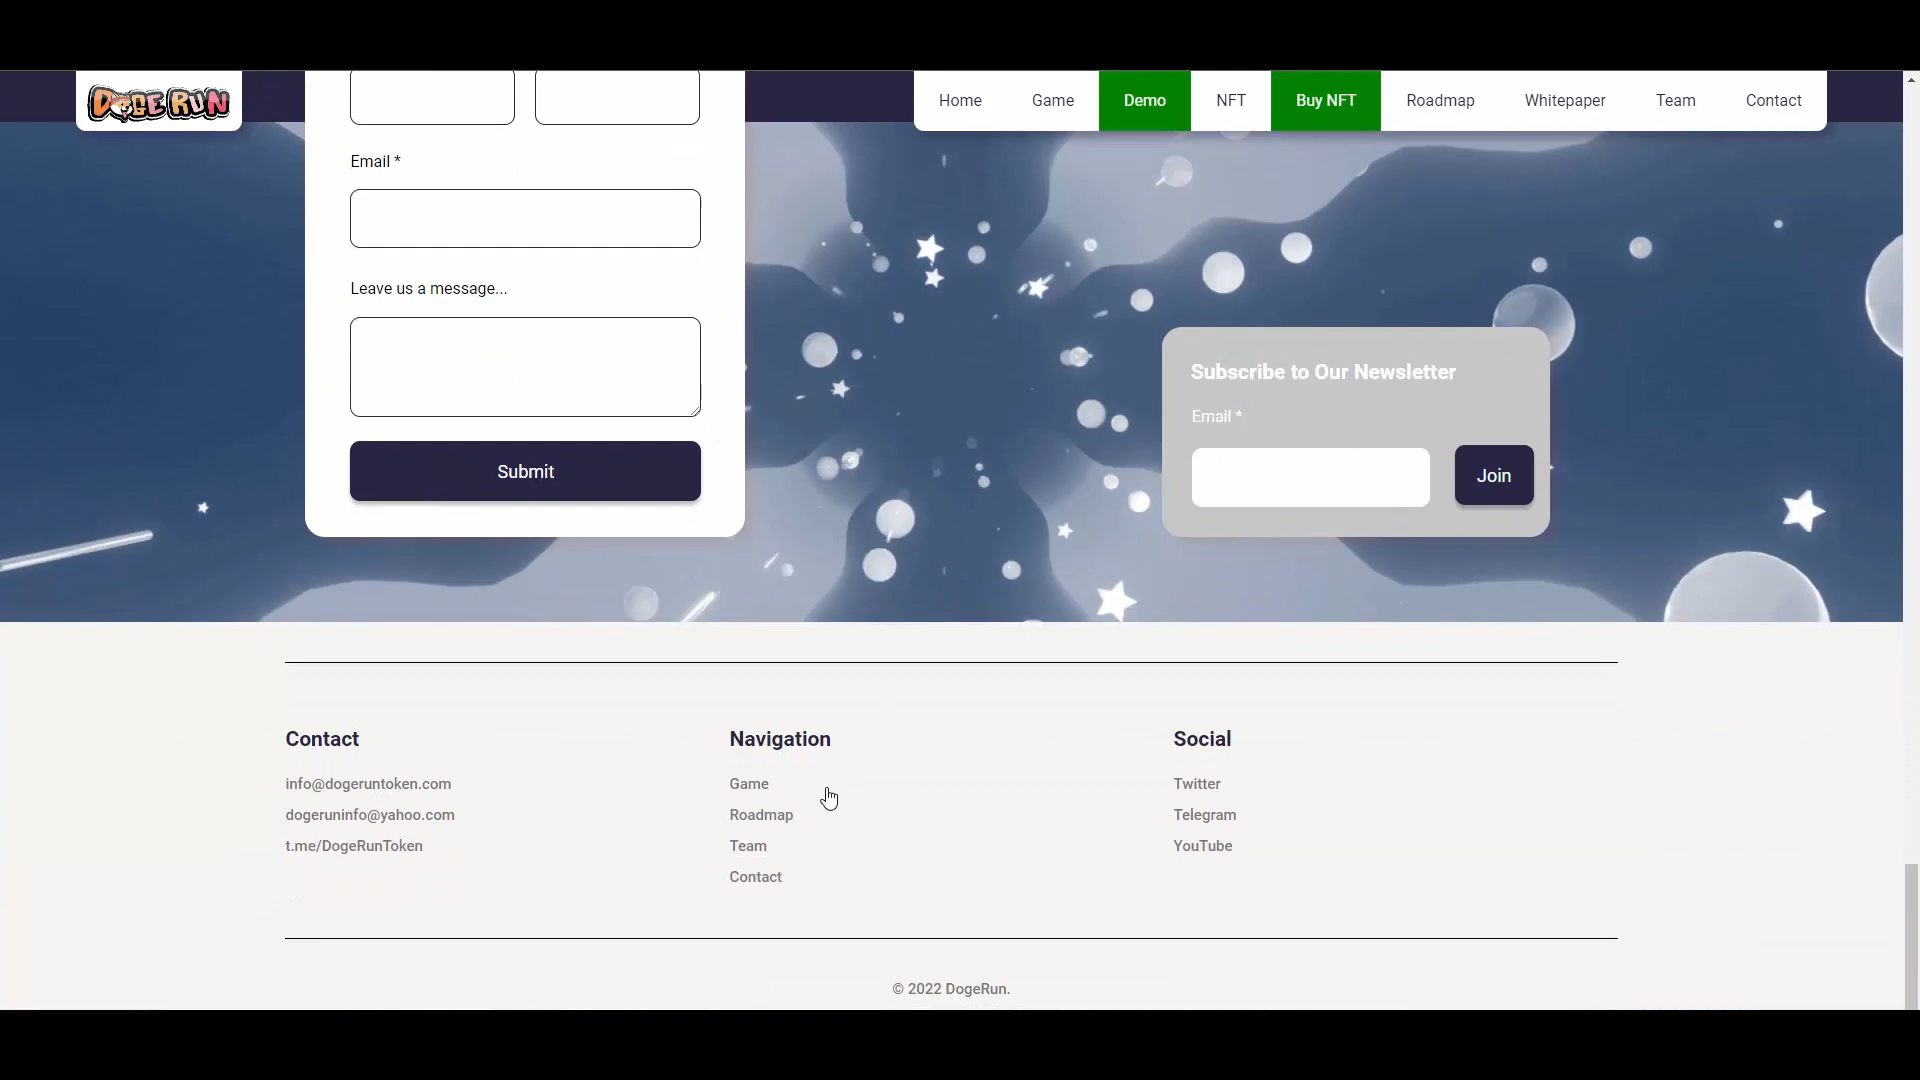 DOGE RUN
Home Game Demo NFT Buy NFT Roadmap Whitepaper Team Contact
Email *
Leave us a message...
Submit
Subscribe to Our Newsletter
Email *
Join
Contact
info@dogeruntoken.com
dogeruninfo@yahoo.com
t.me/DogeRunToken
Navigation
Game
Roadmap
Team
Contact
Social
Twitter
Telegram
YouTube
© 2022 DogeRun.